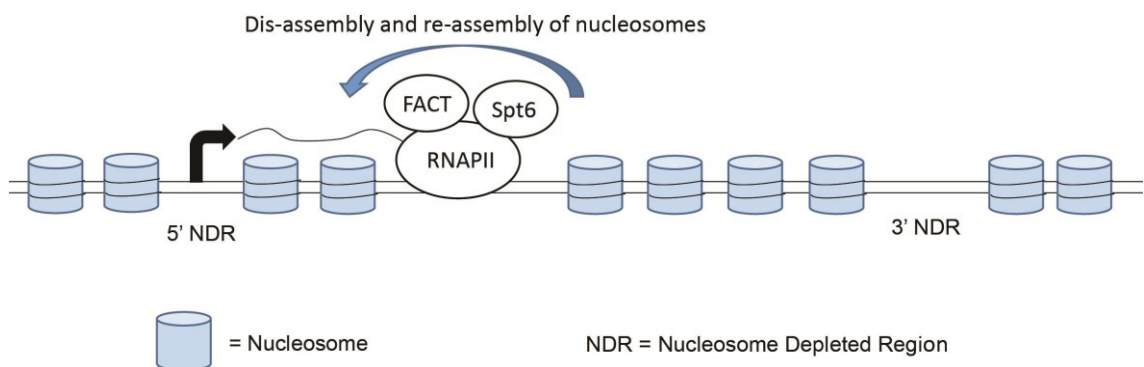 Dis-assembly and re-assembly of nucleosomes
FACT
Spt6
RNAPII
5' NDR
3' NDR
= Nucleosome
NDR = Nucleosome Depleted Region